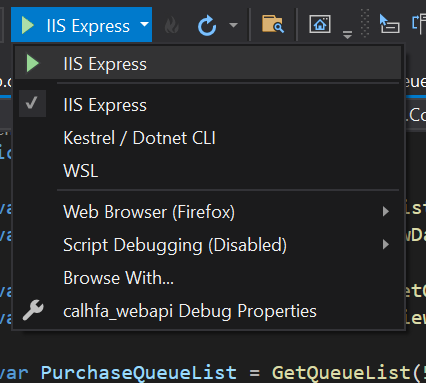 IIS Express
IIS Express
IIS Express
Kestrel / Dotnet CLI
WSL
Web Browser (Firefox)
Script Debugging (Disabled)
Browse With...
calhfa_webapi Debug Properties
var PurchaseQueueList = GetQueueList(